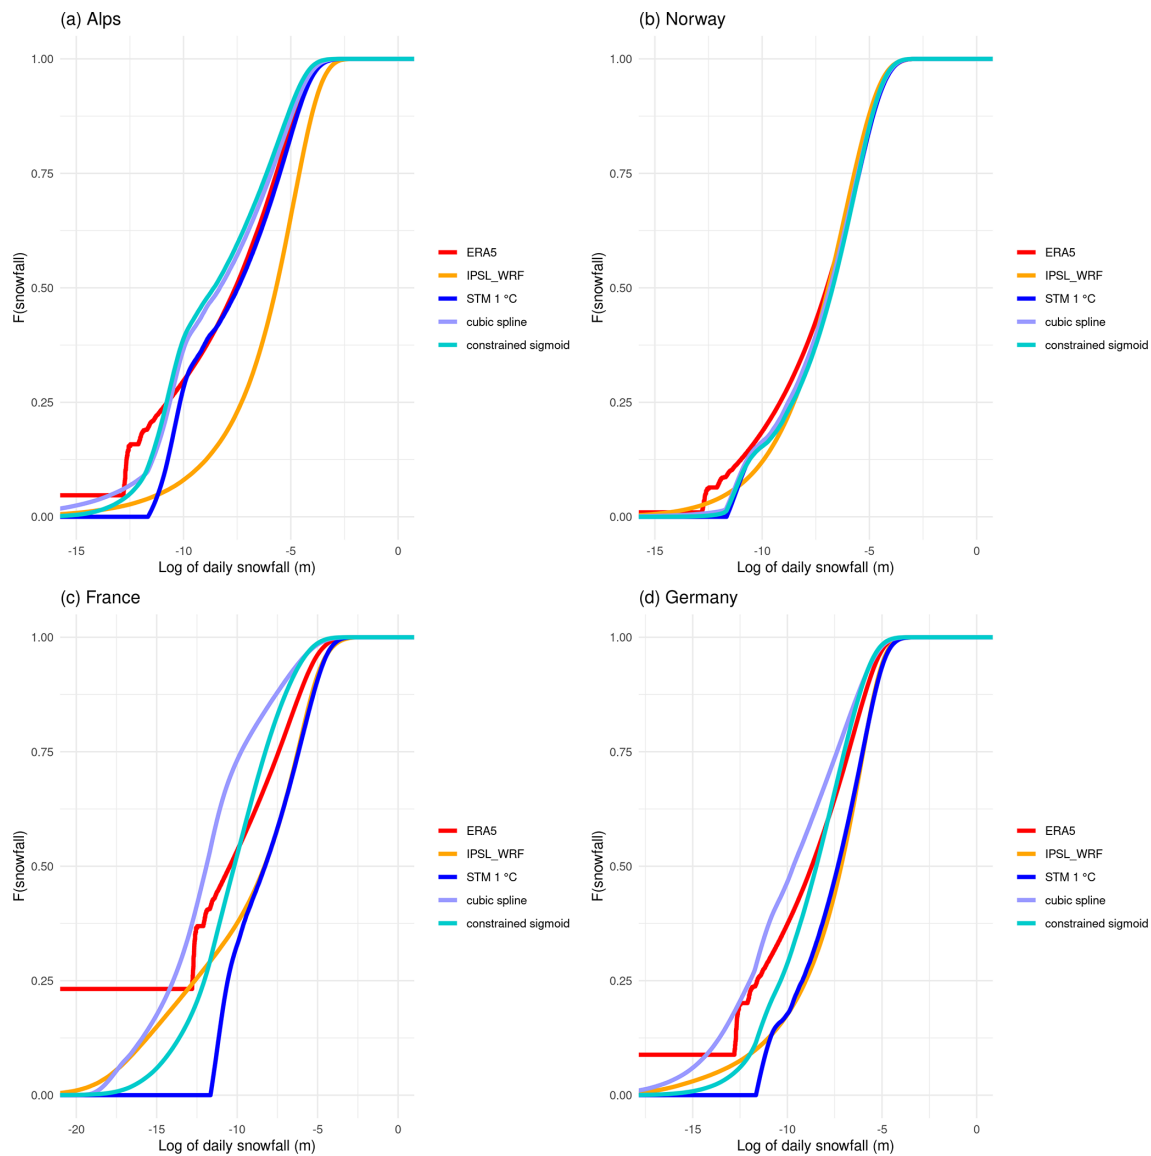 (a) Alps
F(snowfall)
1.00
0.75
0.50
0.25
0.00
-15
-10
-5
0
Log of daily snowfall (m)
ERA5
IPSL_WRF
STM 1 °C
cubic spline
constrained sigmoid
(b) Norway
F(snowfall)
1.00
0.75
0.50
0.25
0.00
-15
-10
-5
0
Log of daily snowfall (m)
ERA5
IPSL_WRF
STM 1 °C
cubic spline
constrained sigmoid
(c) France
F(snowfall)
1.00
0.75
0.50
0.25
0.00
-20
-15
-10
-5
0
Log of daily snowfall (m)
ERA5
IPSL_WRF
STM 1 °C
cubic spline
constrained sigmoid
(d) Germany
F(snowfall)
1.00
0.75
0.50
0.25
0.00
-15
-10
-5
0
Log of daily snowfall (m)
ERA5
IPSL_WRF
STM 1 °C
cubic spline
constrained sigmoid